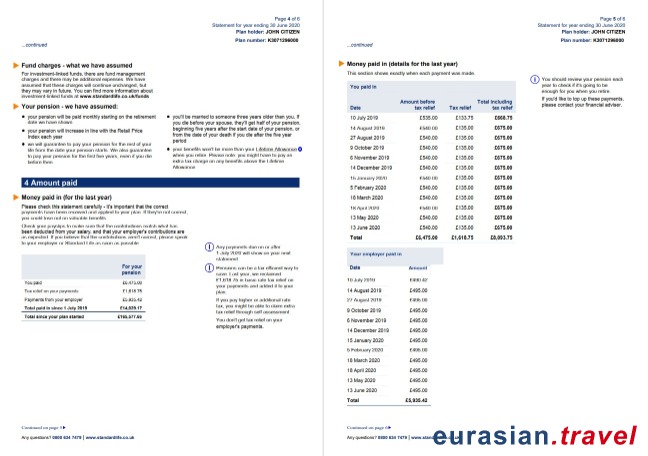 Page 4 of 6
Statement for year ending 30 June 2020
Plan holder: JOHN CITIZEN
Plan number: K3071296000
...continued
Fund charges - what we have assumed
For investment-linked funds, there are fund management
charges and there may be additional expenses. We have
assumed that these charges will continue unchanged, but
they may vary in future. You can find more information about
investment-linked funds at www.standardlife.co.uk/funds
Your pension - we have assumed:
• your pension will be paid monthly starting on the retirement
date we have shown
• your pension will increase in line with the Retail Price
Index each year
• we will guarantee to pay your pension for the rest of your
life from the date your pension starts. We also guarantee
to pay your pension for the first five years, even if you die
before then.
• you'll be married to someone three years older than you. If
you die before your spouse, they'll get half of your pension,
beginning five years after the start date of your pension, or
from the date of your death if you die after the five year
period
• your benefits won't be more than your Lifetime Allowance
when you retire. Please note: you might have to pay an
extra tax charge on any benefits above the Lifetime
Allowance
4 Amount paid
Money paid in (for the last year)
Please check this statement carefully - it's important that the correct
payments have been received and applied to your plan. If they're not correct,
you could lose out on valuable benefits.
Check your payslips to make sure that the contributions match what has
been deducted from your salary, and that your employer's contributions are
as expected. If you believe that the contributions aren't correct, please speak
to your employer or Standard Life as soon as possible.
For your
pension
You paid £6,475.00
Tax relief on your payments £1,618.75
Payments from your employer £5,935.42
Total paid in since 1 July 2019 £14,029.17
Total since your plan started
Any payments due on or after
1 July 2020 will show on your next
statement
Pensions can be a tax efficient way to
save. Last year, we reclaimed
£1,618.75 in basic rate tax relief on
your payments and added it to your
plan.
If you pay higher or additional rate
tax, you might be able to claim extra
tax relief through self assessment
You don't get tax relief on your
employer's payments.
Continued on page 5
Any questions? 0800 634 7479 | www.standardlife.co.uk
Page 5 of 6
Statement for year ending 30 June 2020
Plan holder: JOHN CITIZEN
Plan number: K3071296000
...continued
Money paid in (details for the last year)
This section shows exactly when each payment was made.
You paid in
Date Amount before tax relief Tax relief Total including tax relief
10 July 2019 £535.00 £133.75 £668.75
14 August 2019 £540.00 £135.00 £675.00
27 August 2019 £540.00 £135.00 £675.00
9 October 2019 £540.00 £135.00 £675.00
6 November 2019 £540.00 £135.00 £675.00
14 December 2019 £540.00 £135.00 £675.00
15 January 2020 £540.00 £135.00 £675.00
5 February 2020 £540.00 £135.00 £675.00
18 March 2020 £540.00 £135.00 £675.00
18 April 2020 £540.00 £135.00 £675.00
13 May 2020 £540.00 £135.00 £675.00
13 June 2020 £540.00 £135.00 £675.00
Total £6,475.00 £1,618.75 £8,093.75
You should review your pension each
year to check if it's going to be
enough for you when you retire.
If you'd like to top up these payments,
please contact your financial adviser.
Your employer paid in
Date Amount
10 July 2019 £490.42
14 August 2019 £495.00
27 August 2019 £495.00
9 October 2019 £495.00
6 November 2019 £495.00
14 December 2019 £495.00
15 January 2020 £495.00
5 February 2020 £495.00
18 March 2020 £495.00
18 April 2020 £495.00
13 May 2020 £495.00
13 June 2020 £495.00
Total £5,935.42
Continued on page 6
Any questions? 0800 634 7479 | www.standardlife.co.uk
eurasian.travel